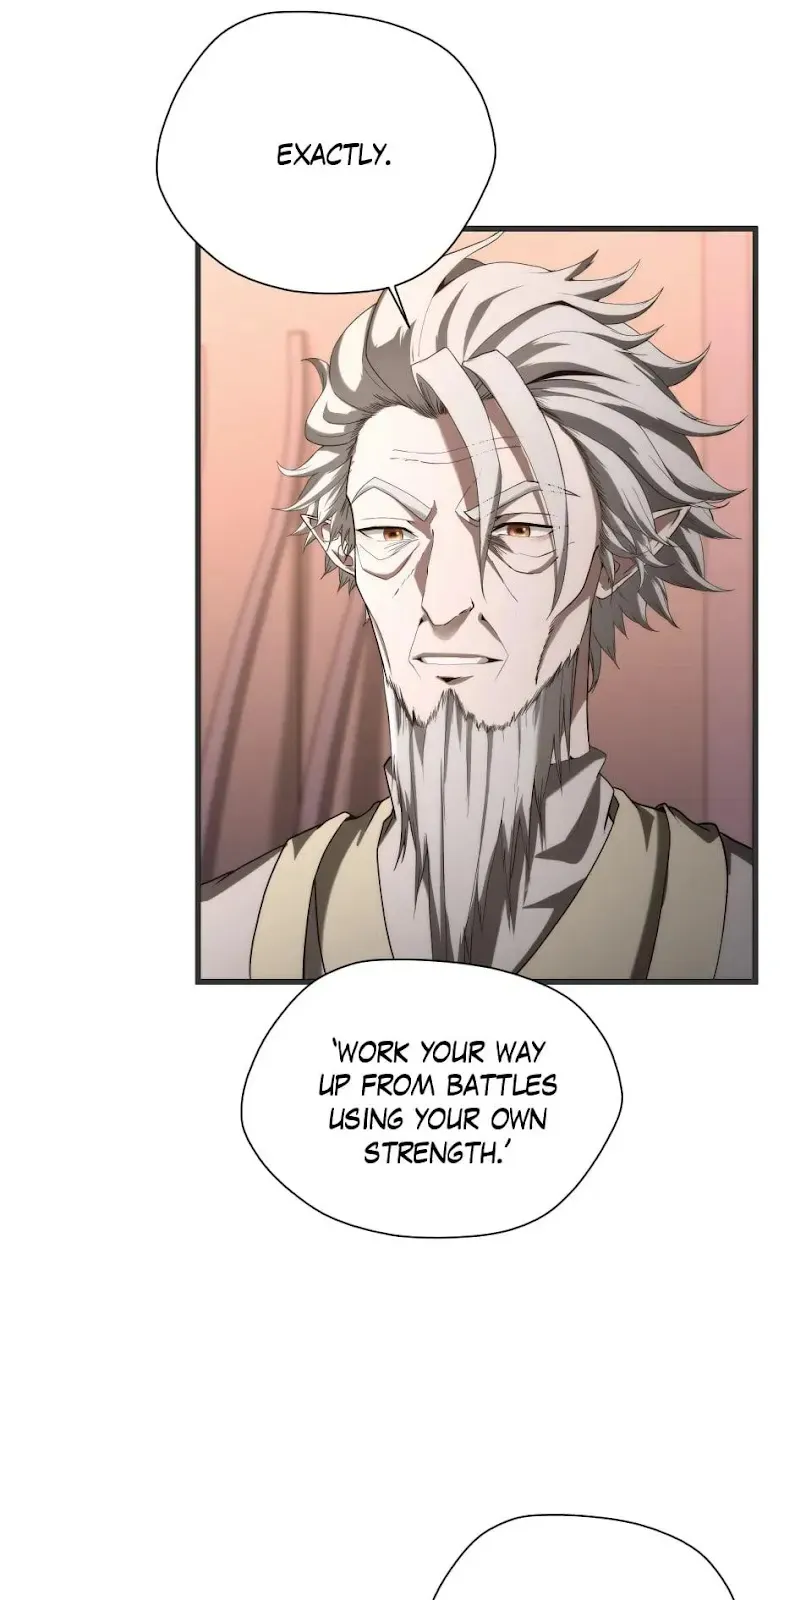 EXACTLY.
'WORK YOUR WAY
UP FROM BATTLES
USING YOUR OWN
STRENGTH.'